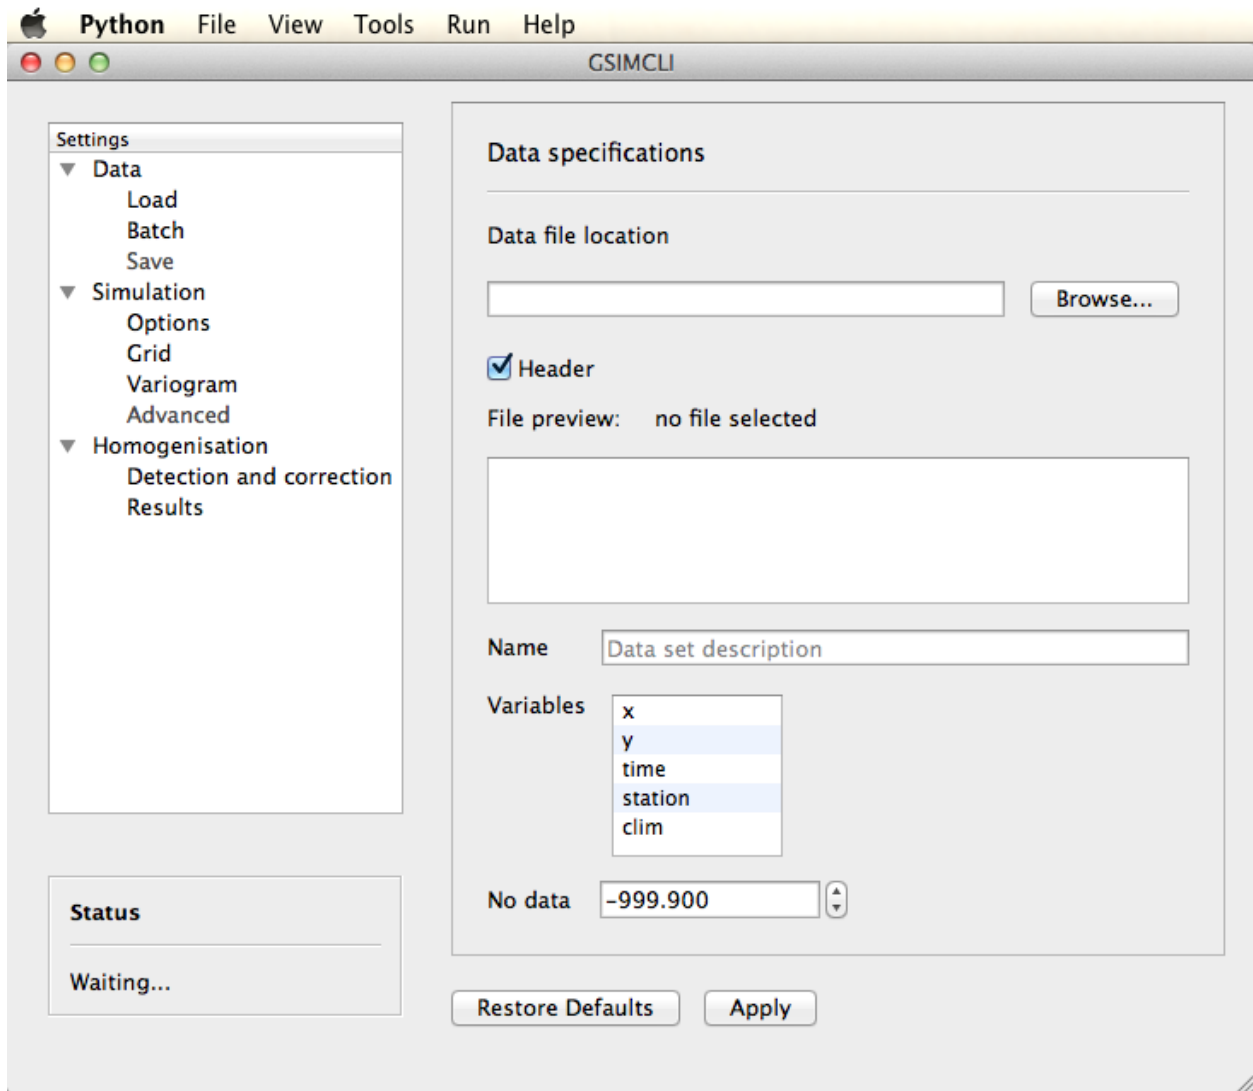 Python File View Tools Run Help
GSIMCLI
Settings
Data
Load
Batch
Save
Simulation
Options
Grid
Variogram
Advanced
Homogenisation
Detection and correction
Results
Status
Waiting...
Data specifications
Data file location
Browse...
Header
File preview: no file selected
Name Data set description
Variables
x
y
time
station
clim
No data -999.900
Restore Defaults Apply